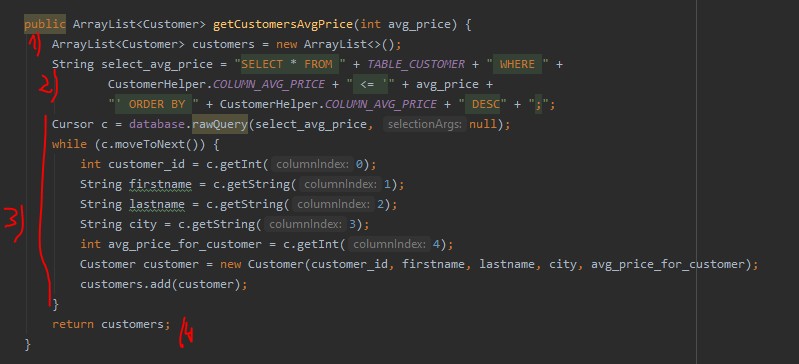 public ArrayList<Customer> getCustomersAvgPrice(int avg_price) {
1) ArrayList<Customer> customers = new ArrayList<>();
String select_avg_price = "SELECT * FROM " + TABLE_CUSTOMER + " WHERE " +
2) CustomerHelper.COLUMN_AVG_PRICE + " <= '" + avg_price +
"' ORDER BY " + CustomerHelper.COLUMN_AVG_PRICE + " DESC" + ";";
Cursor c = database.rawQuery(select_avg_price, selectionArgs: null);
while (c.moveToNext()) {
int customer_id = c.getInt( columnIndex: 0);
String firstname = c.getString( columnIndex: 1);
String lastname = c.getString( columnIndex: 2);
3) String city = c.getString( columnIndex: 3);
int avg_price_for_customer = c.getInt( columnIndex: 4);
Customer customer = new Customer(customer_id, firstname, lastname, city, avg_price_for_customer);
customers.add(customer);
}
return customers;
}